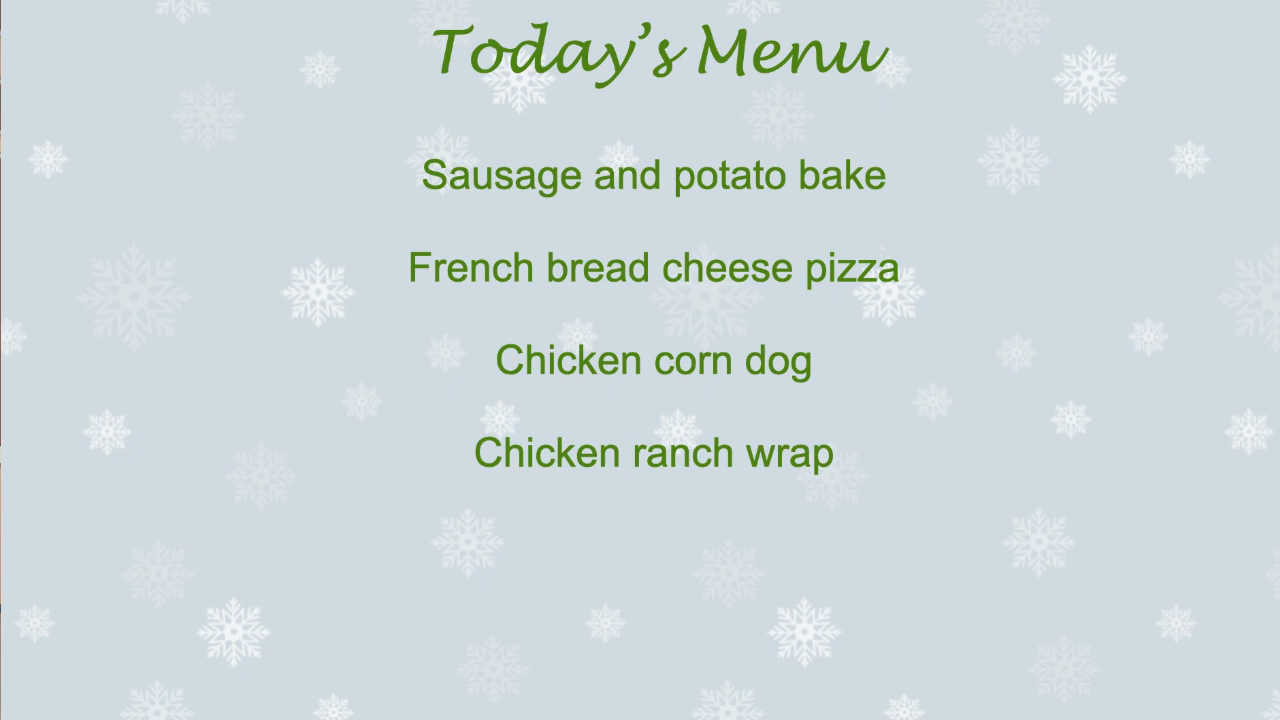 Today’s Menu
Sausage and potato bake
French bread cheese pizza
Chicken corn dog
Chicken ranch wrap